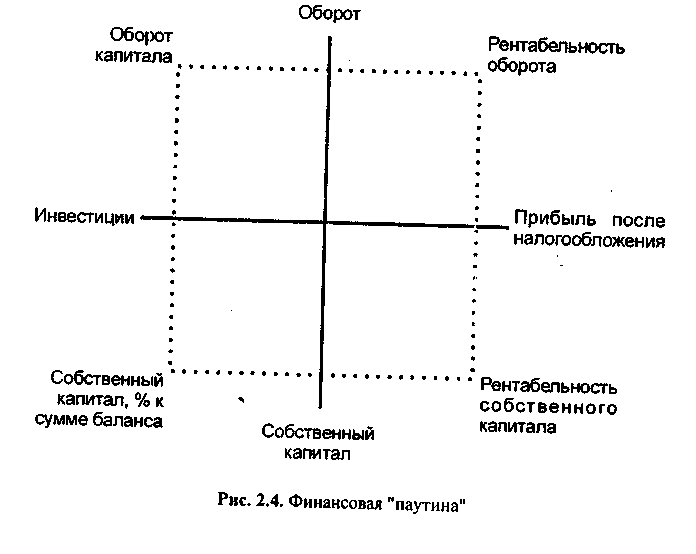 Оборот
Оборот
капитала
Рентабельность
оборота
Инвестиции
Прибыль после
налогообложения
Собственный
капитал, % к
сумме баланса
Собственный
капитал
Рентабельность
собственного
капитала
Рис. 2.4. Финансовая "паутина"